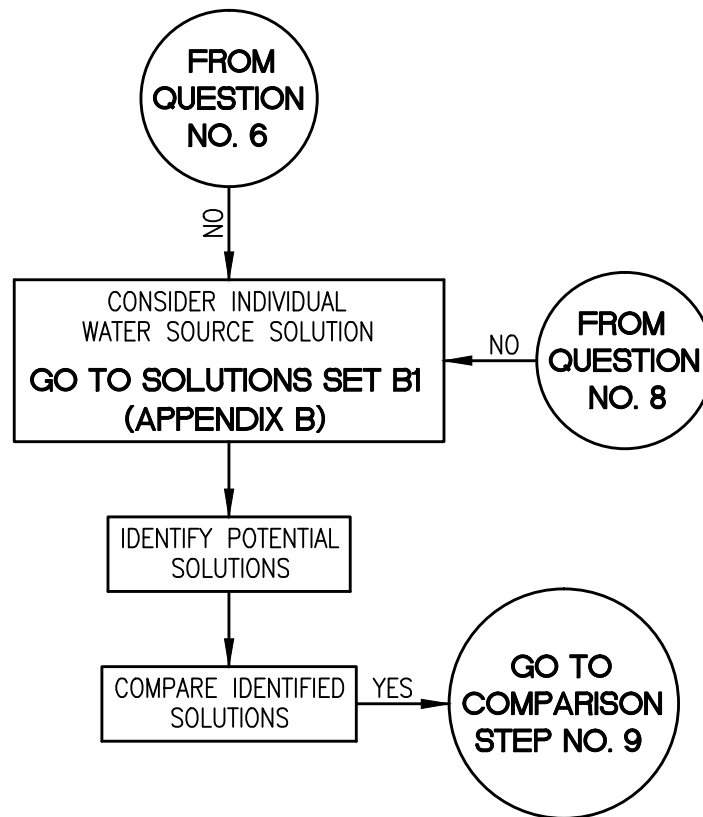 FROM
QUESTION
NO. 6
NO
CONSIDER INDIVIDUAL
WATER SOURCE SOLUTION
GO TO SOLUTIONS SET B1
(APPENDIX B)
NO
FROM
QUESTION
NO. 8
IDENTIFY POTENTIAL
SOLUTIONS
COMPARE IDENTIFIED
SOLUTIONS
YES
GO TO
COMPARISON
STEP NO. 9